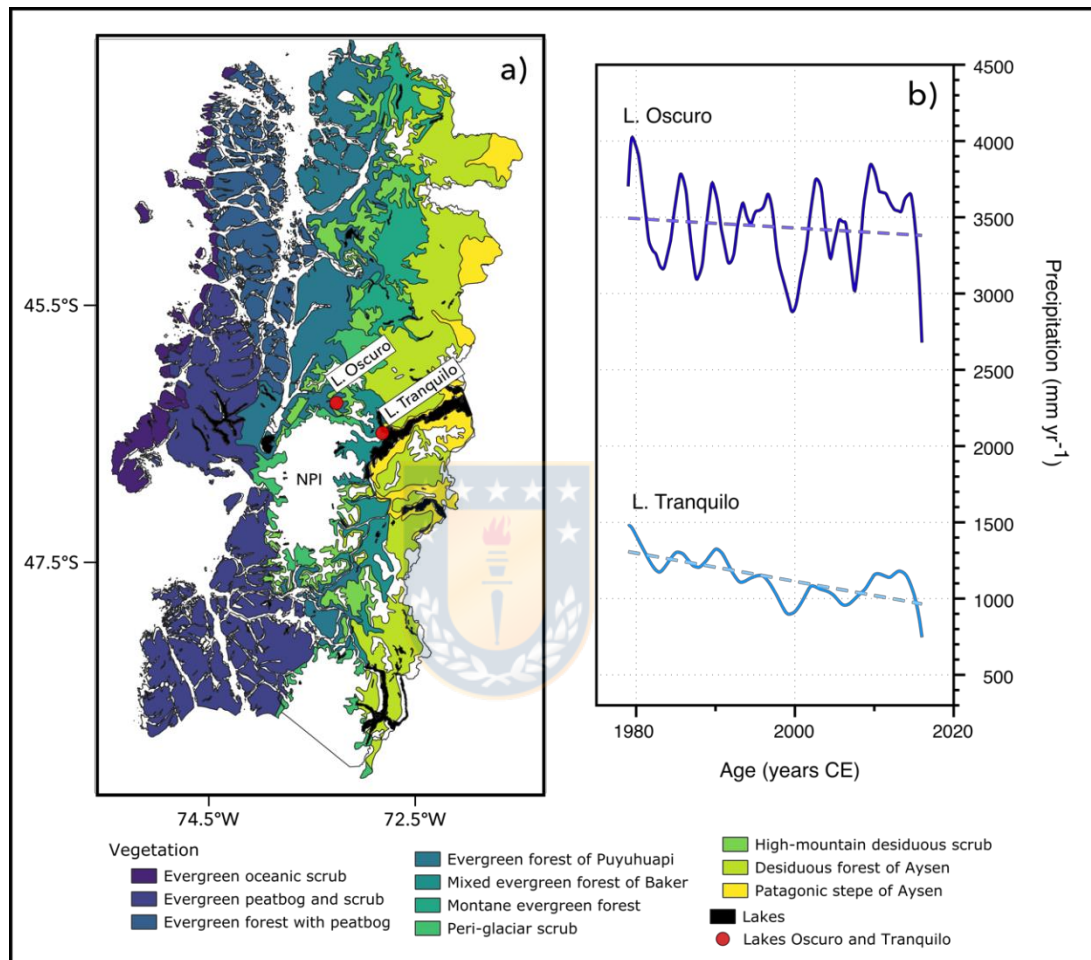 a)
45.5°S
47.5°S
L. Oscuro
L. Tranquilo
NPI
74.5°W
72.5°W
b)
L. Oscuro
L. Tranquilo
4500
4000
3500
3000
2500
2000
1500
1000
500
Precipitation (mm yr-1)
1980
2000
2020
Age (years CE)
Vegetation
Evergreen oceanic scrub
Evergreen peatbog and scrub
Evergreen forest with peatbog
Evergreen forest of Puyuhuapi
Mixed evergreen forest of Baker
Montane evergreen forest
Peri-glaciar scrub
High-mountain desiduous scrub
Desiduous forest of Aysen
Patagonic stepe of Aysen
Lakes
Lakes Oscuro and Tranquilo